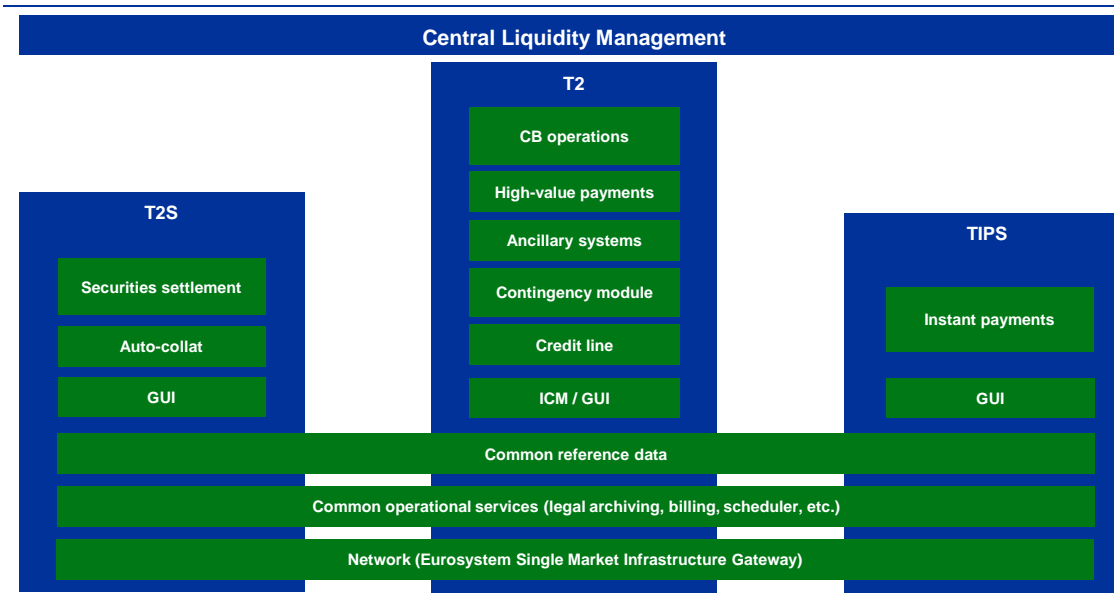 Central Liquidity Management
T2
CB operations
High-value payments
Ancillary systems
Contingency module
Credit line
ICM / GUI
T2S
Securities settlement
Auto-collat
GUI
TIPS
Instant payments
GUI
Common reference data
Common operational services (legal archiving, billing, scheduler, etc.)
Network (Eurosystem Single Market Infrastructure Gateway)